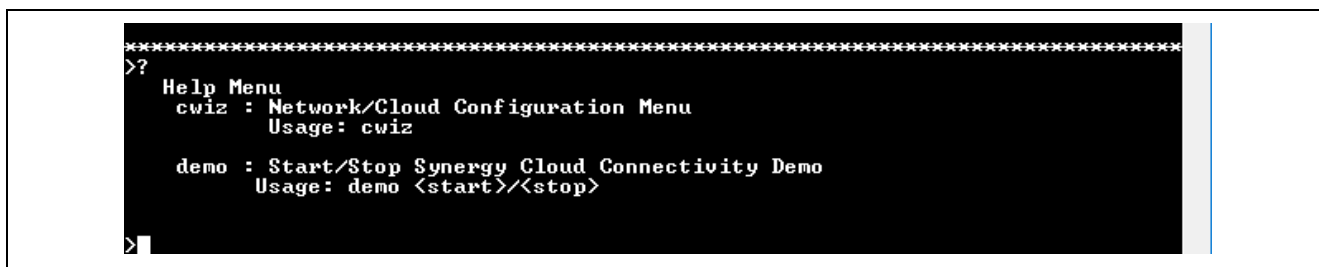 ********************************************************************************
>?
Help Menu
cwiz : Network/Cloud Configuration Menu
Usage: cwiz
demo : Start/Stop Synergy Cloud Connectivity Demo
Usage: demo <start>/<stop>
>